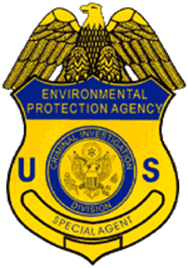 ENVIRONMENTAL
PROTECTION AGENCY
CRIMINAL INVESTIGATION
U S
DIVISION
SPECIAL AGENT